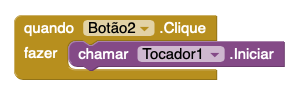 quando Botão2 .Clique
fazer chamar Tocador1 .Iniciar